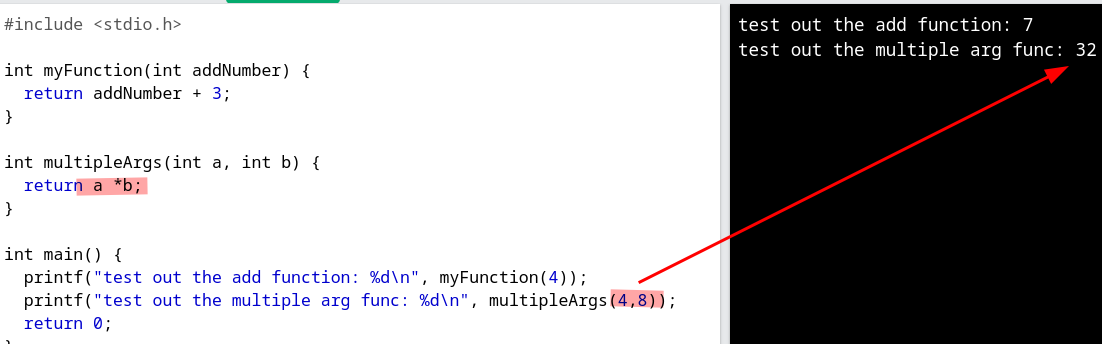 #include <stdio.h>
int myFunction(int addNumber) {
return addNumber + 3;
}
int multipleArgs(int a, int b) {
return a *b;
}
int main() {
printf("test out the add function: %d\n", myFunction(4));
printf("test out the multiple arg func: %d\n", multipleArgs(4,8));
return 0;
}
test out the add function: 7
test out the multiple arg func: 32